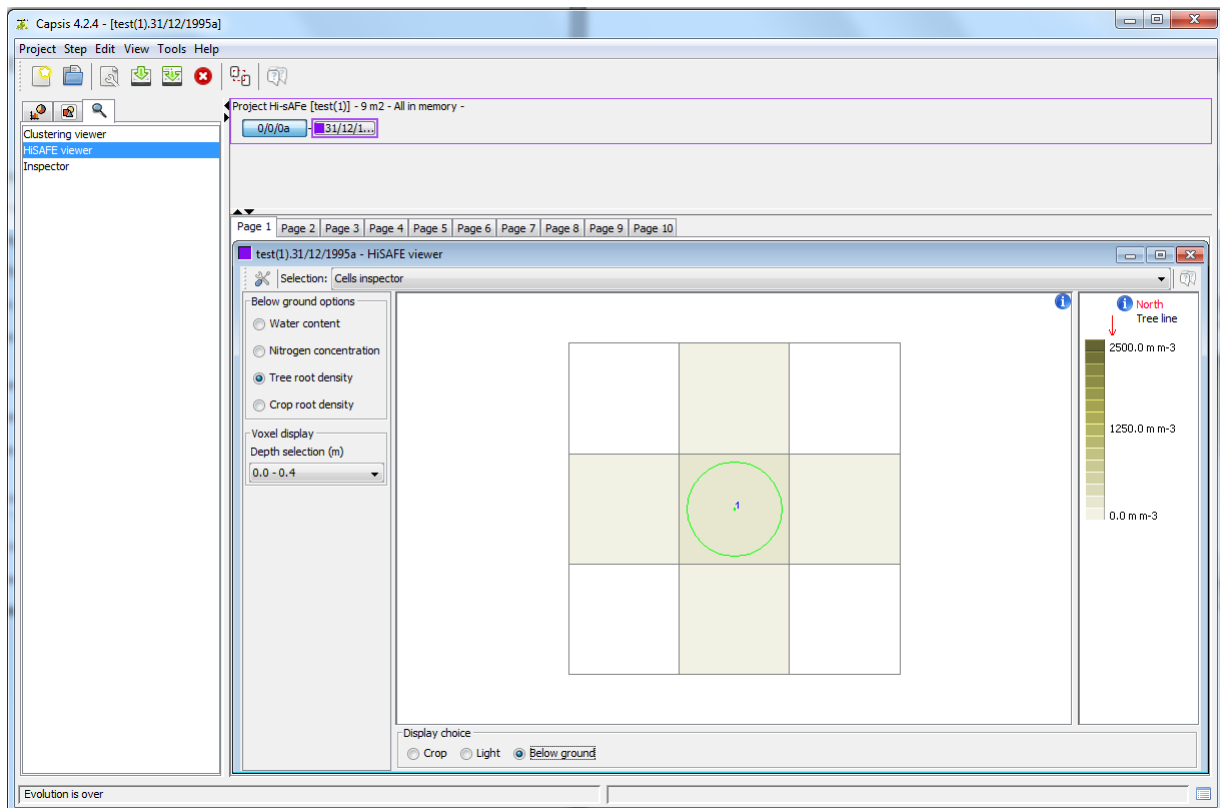 Capsis 4.2.4 - [test(1).31/12/1995a]
Project Step Edit View Tools Help
Project Hi-sAFe [test(1)] - 9 m2 - All in memory -
0/0/0a - 31/12/1...
Clustering viewer
HiSAFE viewer
Inspector
Page 1 Page 2 Page 3 Page 4 Page 5 Page 6 Page 7 Page 8 Page 9 Page 10
test(1).31/12/1995a - HiSAFE viewer
Selection: Cells inspector
Below ground options
Water content
Nitrogen concentration
Tree root density
Crop root density
Voxel display
Depth selection (m)
0.0 - 0.4
1
North
Tree line
2500.0 m m-3
1250.0 m m-3
0.0 m m-3
Display choice
Crop Light Below ground
Evolution is over